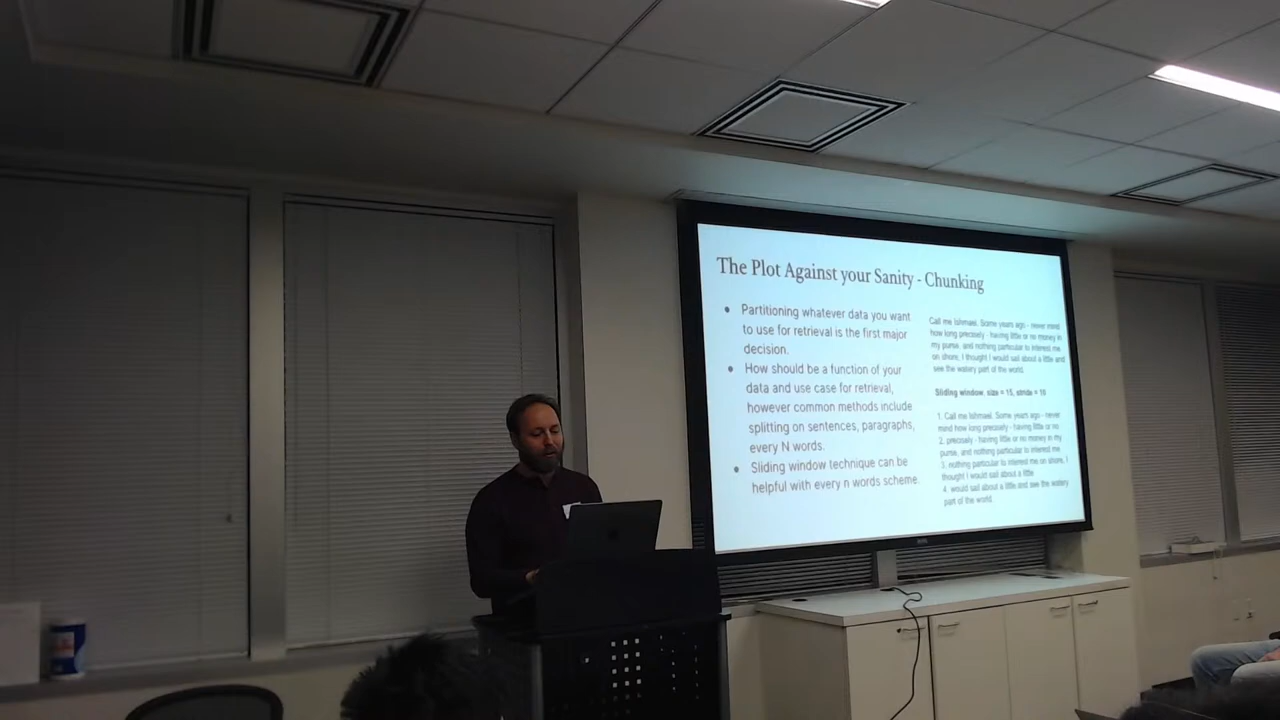 The Plot Against your Sanity - Chunking
Partitioning whatever data you want
to use for retrieval is the first major
decision.
How should be a function of your
data and use case for retrieval,
however common methods include
splitting on sentences, paragraphs,
every N words.
Sliding window technique can be
helpful with every n words scheme.
Call me Ishmael. Some years ago - never mind
how long precisely - having little or no money in
my purse, and nothing particular to interest me
on shore, I thought I would sail about a little and
see the watery part of the world.
Sliding window, size = 15, stride = 10
1. Call me Ishmael. Some years ago - never
mind how long precisely - having little or no
2. precisely - having little or no money in my
purse, and nothing particular to interest me
3. nothing particular to interest me on shore, I
thought I would sail about a little
4. would sail about a little and see the watery
part of the world.